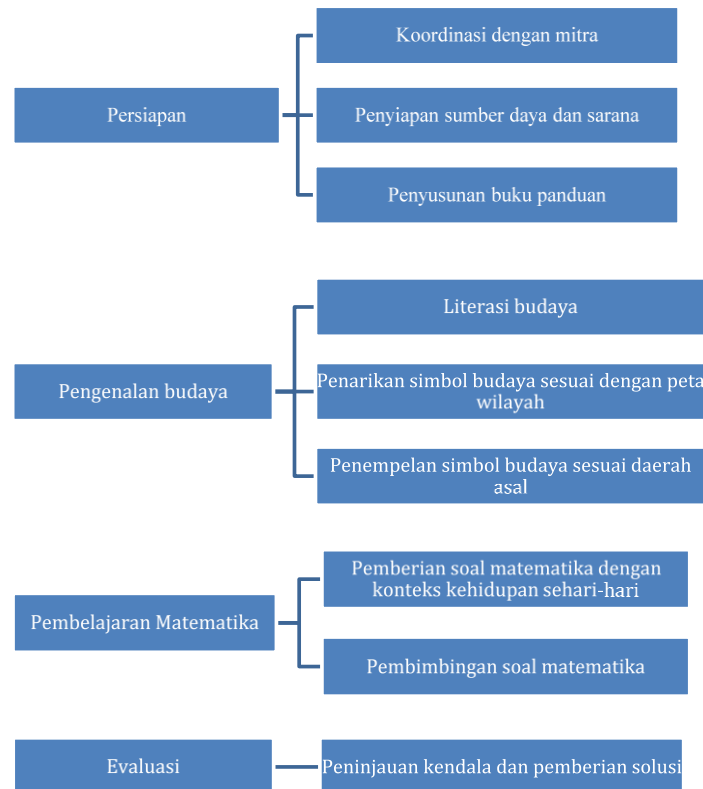 Persiapan
Koordinasi dengan mitra
Penyiapan sumber daya dan sarana
Penyusunan buku panduan
Pengenalan budaya
Literasi budaya
Penarikan simbol budaya sesuai dengan peta
wilayah
Penempelan simbol budaya sesuai daerah
asal
Pembelajaran Matematika
Pemberian soal matematika dengan
konteks kehidupan sehari-hari
Pembimbingan soal matematika
Evaluasi
Peninjauan kendala dan pemberian solusi